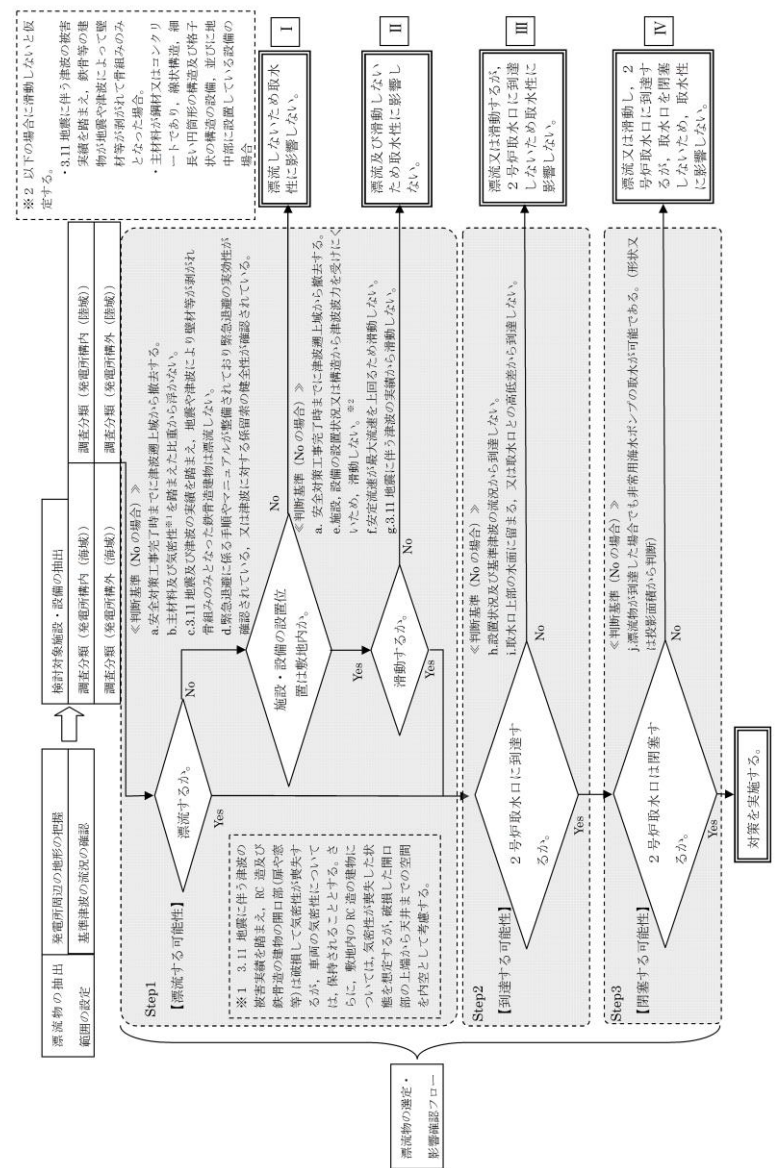 漂流物の抽出
範囲の設定
発電所周辺の地形の把握
基準津波の流況の確認
検討対象施設・設備の抽出
調査分類（発電所構内（海域））
調査分類（発電所構内（陸域））
調査分類（発電所構外（海域））
調査分類（発電所構外（陸域））
漂流物の選定・
影響確認フロー
Step1
【漂流する可能性】
漂流するか。
No
Yes
≪判断基準（Noの場合）≫
a.安全対策工事完了時までに津波遡上域から撤去する。
b.主材料及び気密性※1を踏まえた比重から浮かない。
c.3.11 地震及び津波の実績を踏まえ，地震や津波により壁材等が剥がれ
骨組みのみとなった鉄骨造建物は漂流しない。
d.緊急退避に係る手順やマニュアルが整備されており緊急退避の実効性が
確認されている，又は津波に対する係留索の健全性が確認されている。
※1 3.11 地震に伴う津波の
被害実績を踏まえ，RC 造及び
鉄骨造の建物の開口部（扉や窓
等）は破損して気密性が喪失す
るが，車両の気密性について
は，保持されることとする。さ
らに，敷地内の RC 造の建物に
ついては，気密性が喪失した状
態を想定するが，破損した開口
部の上端から天井までの空間
を内空として考慮する。
施設・設備の設置位
置は敷地内か。
No
Yes
≪判断基準（Noの場合）≫
a. 安全対策工事完了時までに津波遡上域から撤去する。
e.施設，設備の設置状況又は構造から津波波力を受けにく
いため，滑動しない。※2
f.安定流速が最大流速を上回るため滑動しない。
g.3.11 地震に伴う津波の実績から滑動しない。
滑動するか。
No
Yes
※2 以下の場合に滑動しないと仮
定する。
・3.11 地震に伴う津波の被害
実績を踏まえ，鉄骨等の建
物が地震や津波によって壁
材等が剥がれて骨組みのみ
となった場合。
・主材料が鋼材又はコンクリ
ートであり，線状構造，細
長い円筒形の構造及び格子
状の構造の設備，並びに地
中部に設置している設備の
場合
Ⅰ
漂流しないため取水
性に影響しない。
Ⅱ
漂流及び滑動しない
ため取水性に影響し
ない。
Step2
【到達する可能性】
2号炉取水口に到達す
るか。
No
Yes
≪判断基準（Noの場合）≫
h.設置状況及び基準津波の流況から到達しない。
i.取水口上部の水面に留まる，又は取水口との高低差から到達しない。
Ⅲ
漂流又は滑動するが，
2号炉取水口に到達
しないため取水性に
影響しない。
Step3
【閉塞する可能性】
2号炉取水口は閉塞す
るか。
No
Yes
≪判断基準（Noの場合）≫
j.漂流物が到達した場合でも非常用海水ポンプの取水が可能である。（形状又
は投影面積から判断）
Ⅳ
漂流又は滑動し，2
号炉取水口に到達す
るが，取水口を閉塞
しないため，取水性
に影響しない。
対策を実施する。